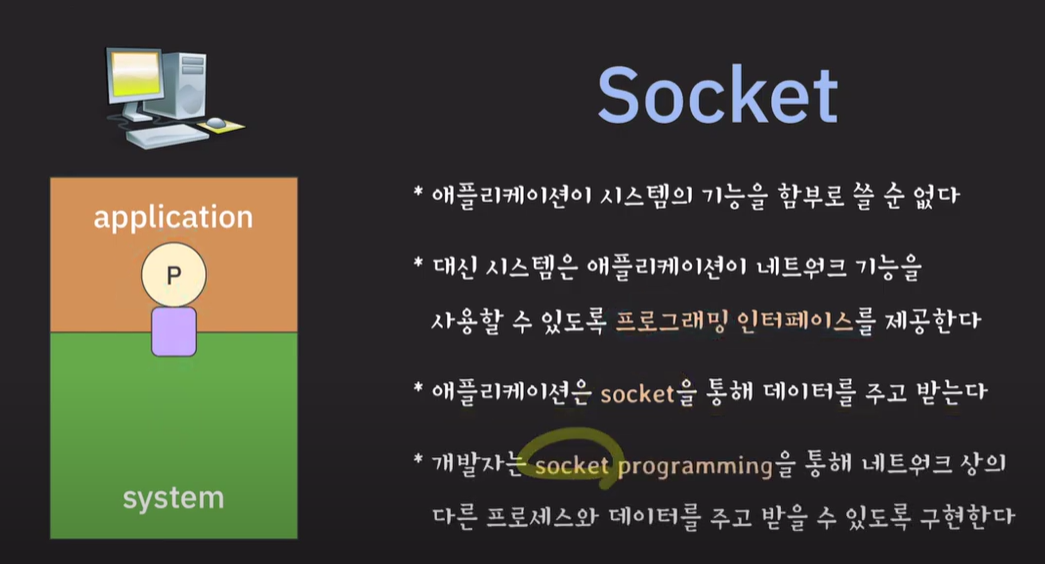 Socket
application
P
system
* 애플리케이션이 시스템의 기능을 함부로 쓸 순 없다
* 대신 시스템은 애플리케이션이 네트워크 기능을
사용할 수 있도록 프로그래밍 인터페이스를 제공한다
* 애플리케이션은 socket을 통해 데이터를 주고 받는다
* 개발자는 socket programming을 통해 네트워크 상의
다른 프로세스와 데이터를 주고 받을 수 있도록 구현한다